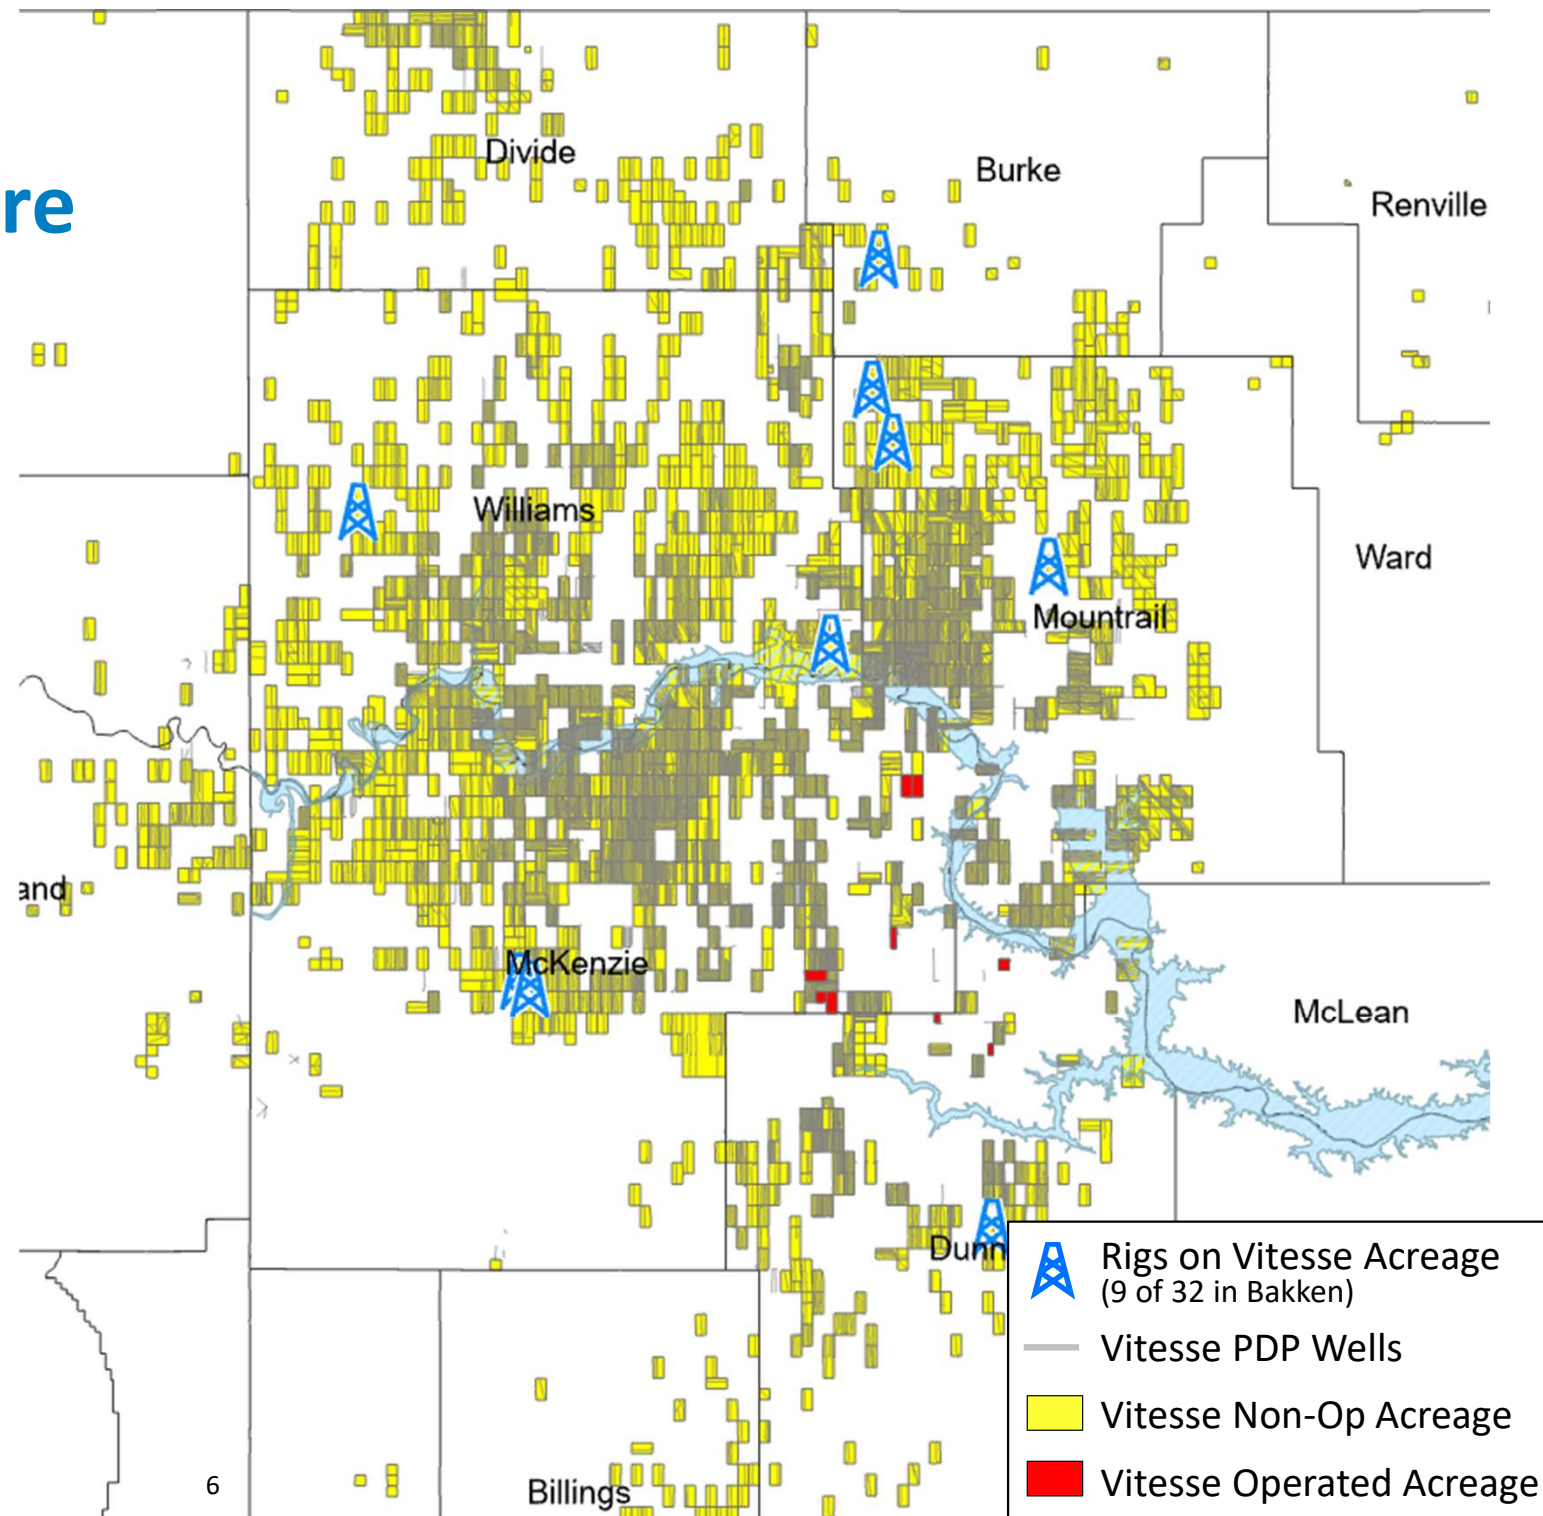 Divide
Burke
re
Renville
Williams
Ward
Mountrail
and
McKenzie
McLean
Dunn
Rigs on Vitesse Acreage
(9 of 32 in Bakken)
Vitesse PDP Wells
Vitesse Non-Op Acreage
Vitesse Operated Acreage
6
Billings